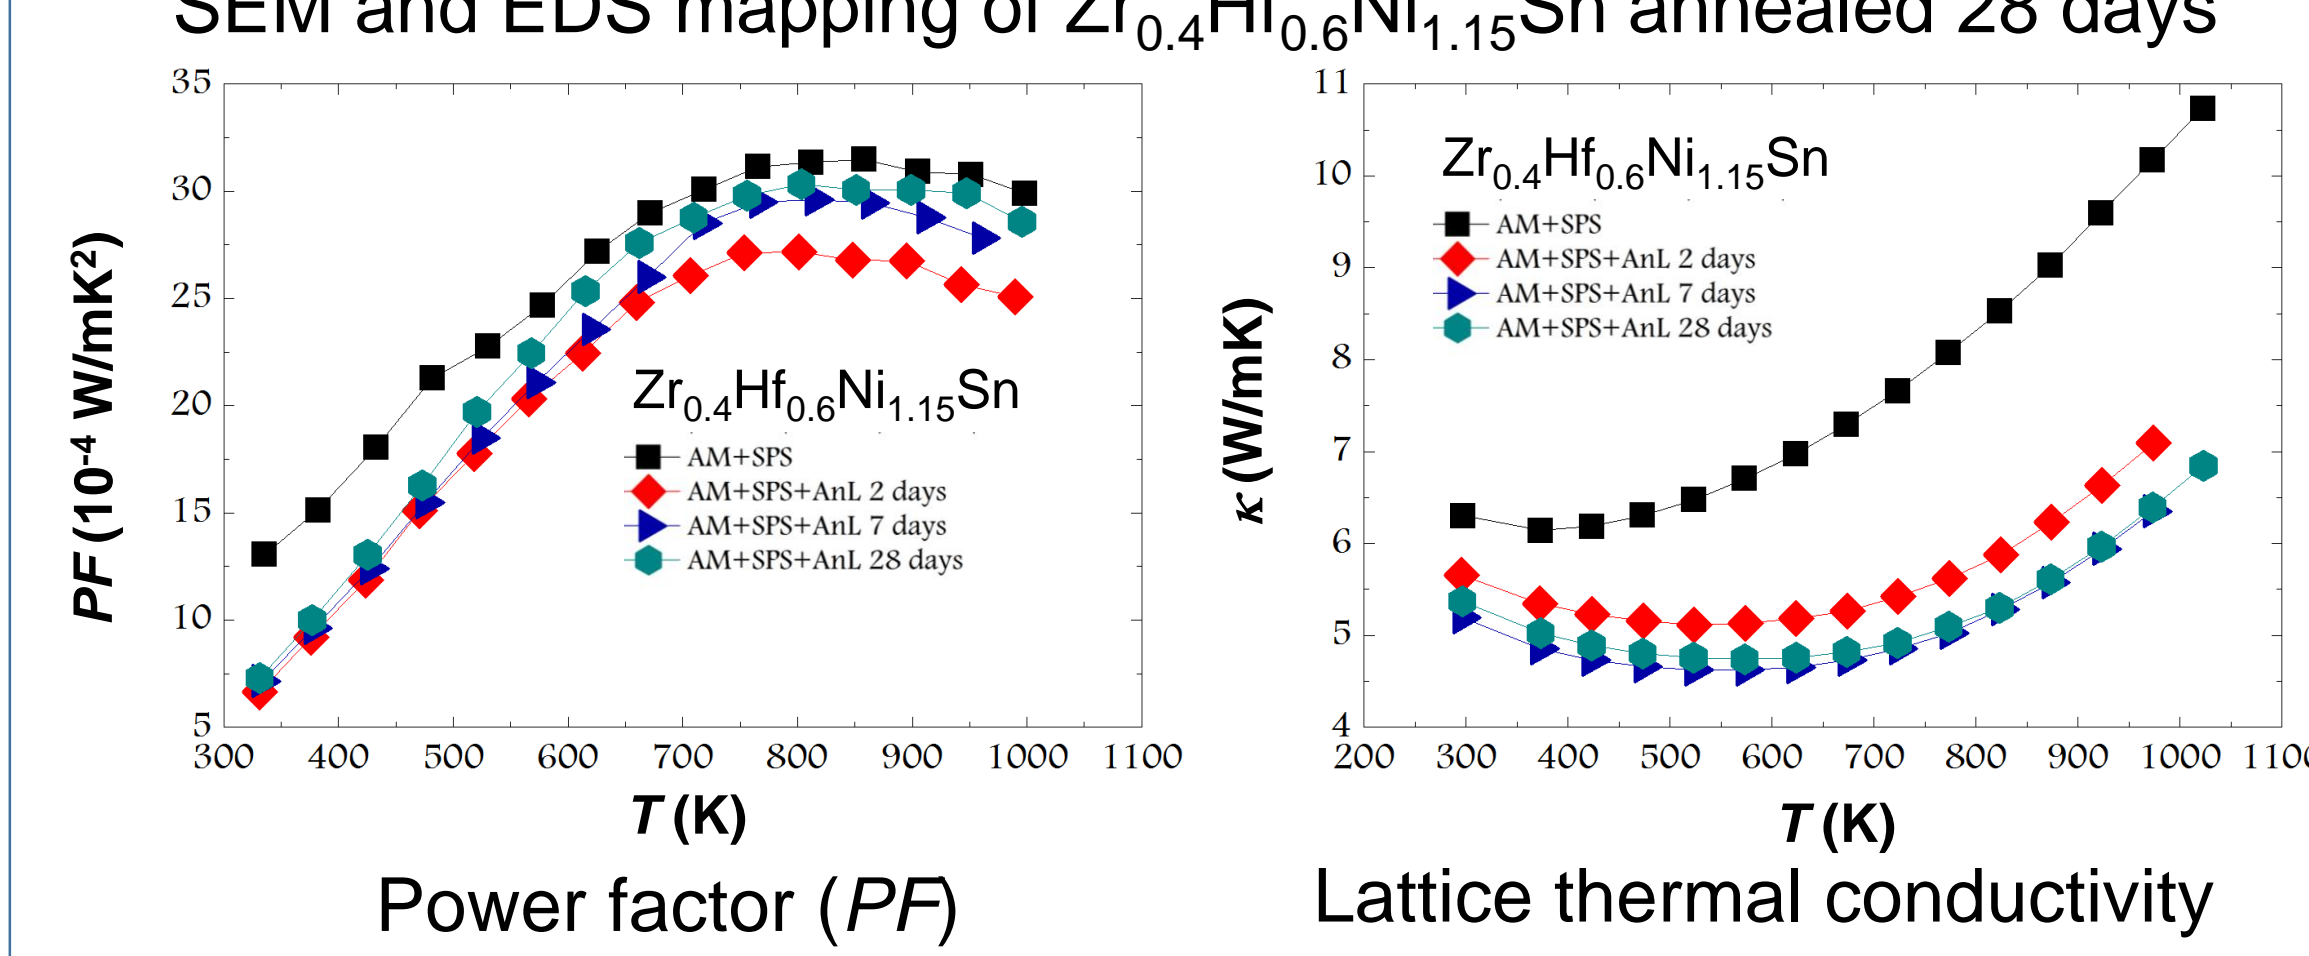 SEM and EDS mapping of Zr0.4Hf0.6Ni1.15Sn annealed 28 days
35
30
25
20
15
10
5
300 400 500 600 700 800 900 1000 1100
PF (10-4 W/mK2)
T (K)
Zr0.4Hf0.6Ni1.15Sn
AM+SPS
AM+SPS+AnL 2 days
AM+SPS+AnL 7 days
AM+SPS+AnL 28 days
Power factor (PF)
11
10
9
8
7
6
5
4
200 300 400 500 600 700 800 900 1000 110
κ (W/mK)
T (K)
Zr0.4Hf0.6Ni1.15Sn
AM+SPS
AM+SPS+AnL 2 days
AM+SPS+AnL 7 days
AM+SPS+AnL 28 days
Lattice thermal conductivity